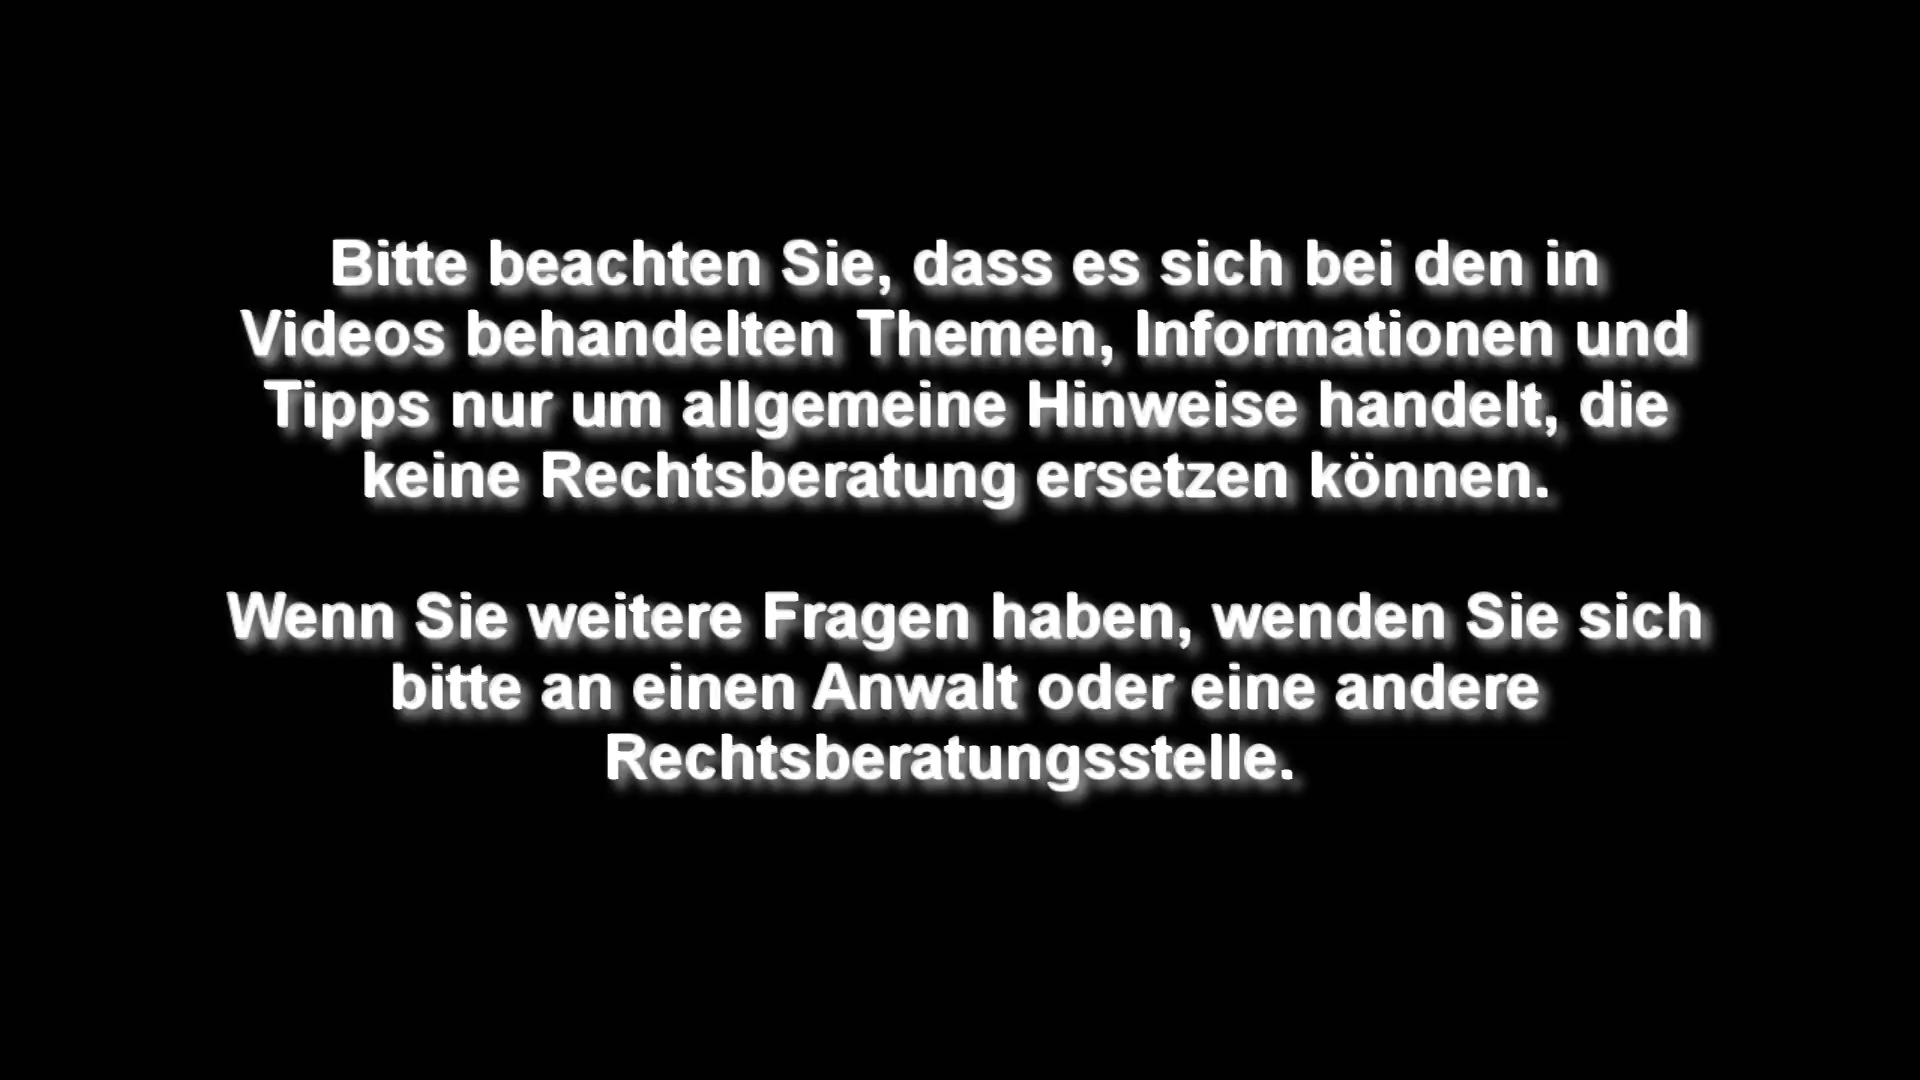 Bitte beachten Sie, dass es sich bei den in
Videos behandelten Themen, Informationen und
Tipps nur um allgemeine Hinweise handelt, die
keine Rechtsberatung ersetzen können.
Wenn Sie weitere Fragen haben, wenden Sie sich
bitte an einen Anwalt oder eine andere
Rechtsberatungsstelle.